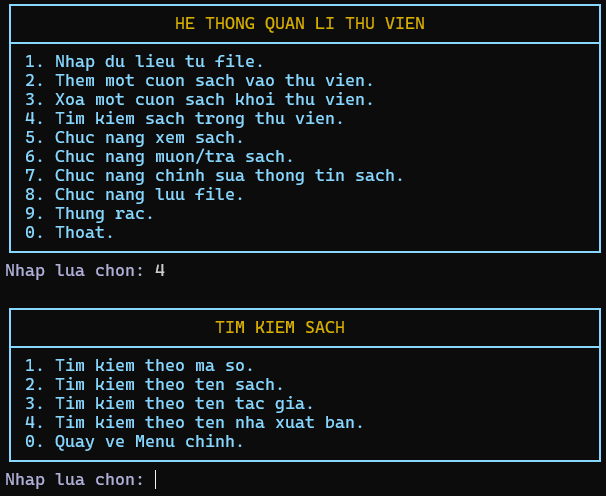 HE THONG QUAN LI THU VIEN
1. Nhap du lieu tu file.
2. Them mot cuon sach vao thu vien.
3. Xoa mot cuon sach khoi thu vien.
4. Tim kiem sach trong thu vien.
5. Chuc nang xem sach.
6. Chuc nang muon/tra sach.
7. Chuc nang chinh sua thong tin sach.
8. Chuc nang luu file.
9. Thung rac.
0. Thoat.
Nhap lua chon: 4
TIM KIEM SACH
1. Tim kiem theo ma so.
2. Tim kiem theo ten sach.
3. Tim kiem theo ten tac gia.
4. Tim kiem theo ten nha xuat ban.
0. Quay ve Menu chinh.
Nhap lua chon: